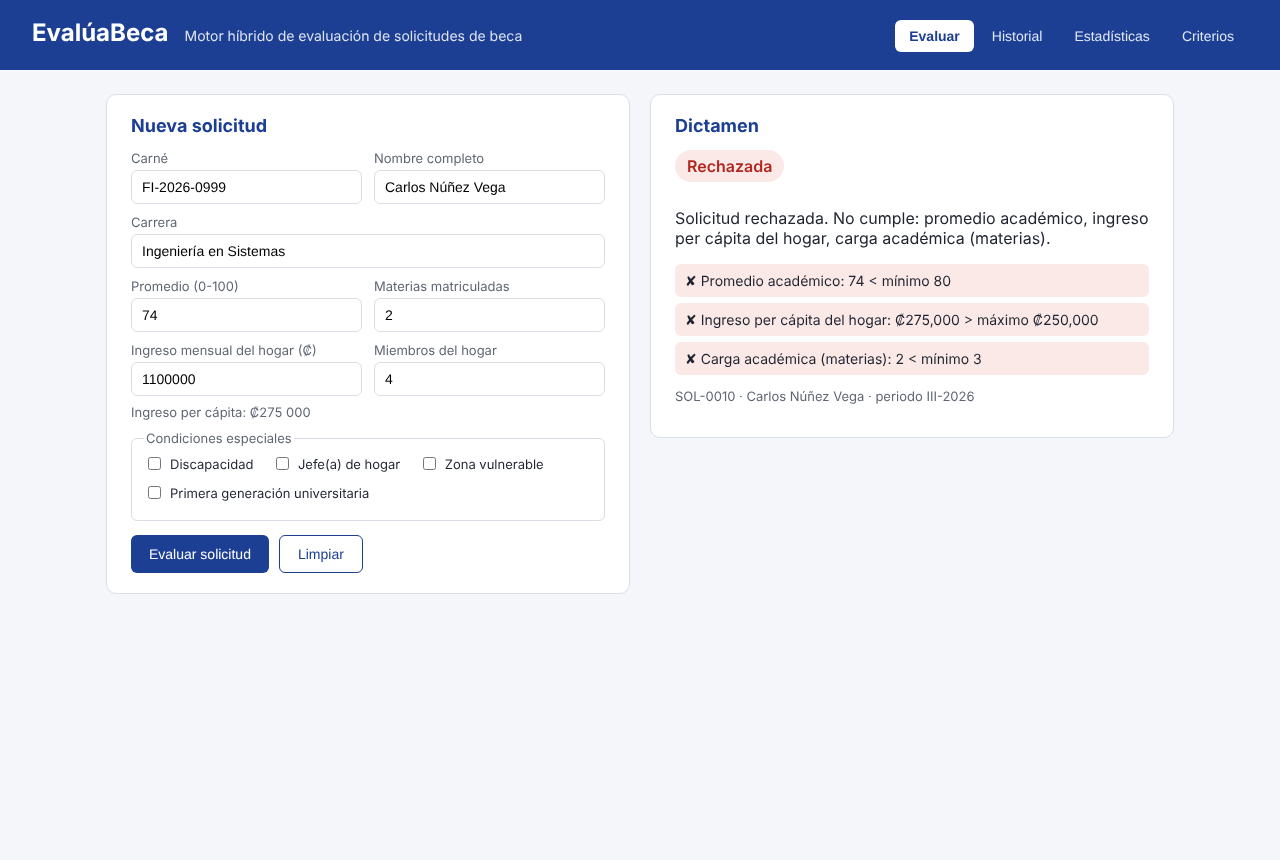 EvalúaBeca Motor híbrido de evaluación de solicitudes de beca Evaluar Historial Estadísticas Criterios
Nueva solicitud
Carné Nombre completo
FI-2026-0999 Carlos Núñez Vega
Carrera
Ingeniería en Sistemas
Promedio (0-100) Materias matriculadas
74 2
Ingreso mensual del hogar (₡) Miembros del hogar
1100000 4
Ingreso per cápita: ₡275 000
Condiciones especiales
Discapacidad Jefe(a) de hogar Zona vulnerable
Primera generación universitaria
Evaluar solicitud Limpiar
Dictamen
Rechazada
Solicitud rechazada. No cumple: promedio académico, ingreso
per cápita del hogar, carga académica (materias).
✘ Promedio académico: 74 < mínimo 80
✘ Ingreso per cápita del hogar: ₡275,000 > máximo ₡250,000
✘ Carga académica (materias): 2 < mínimo 3
SOL-0010 · Carlos Núñez Vega · periodo III-2026